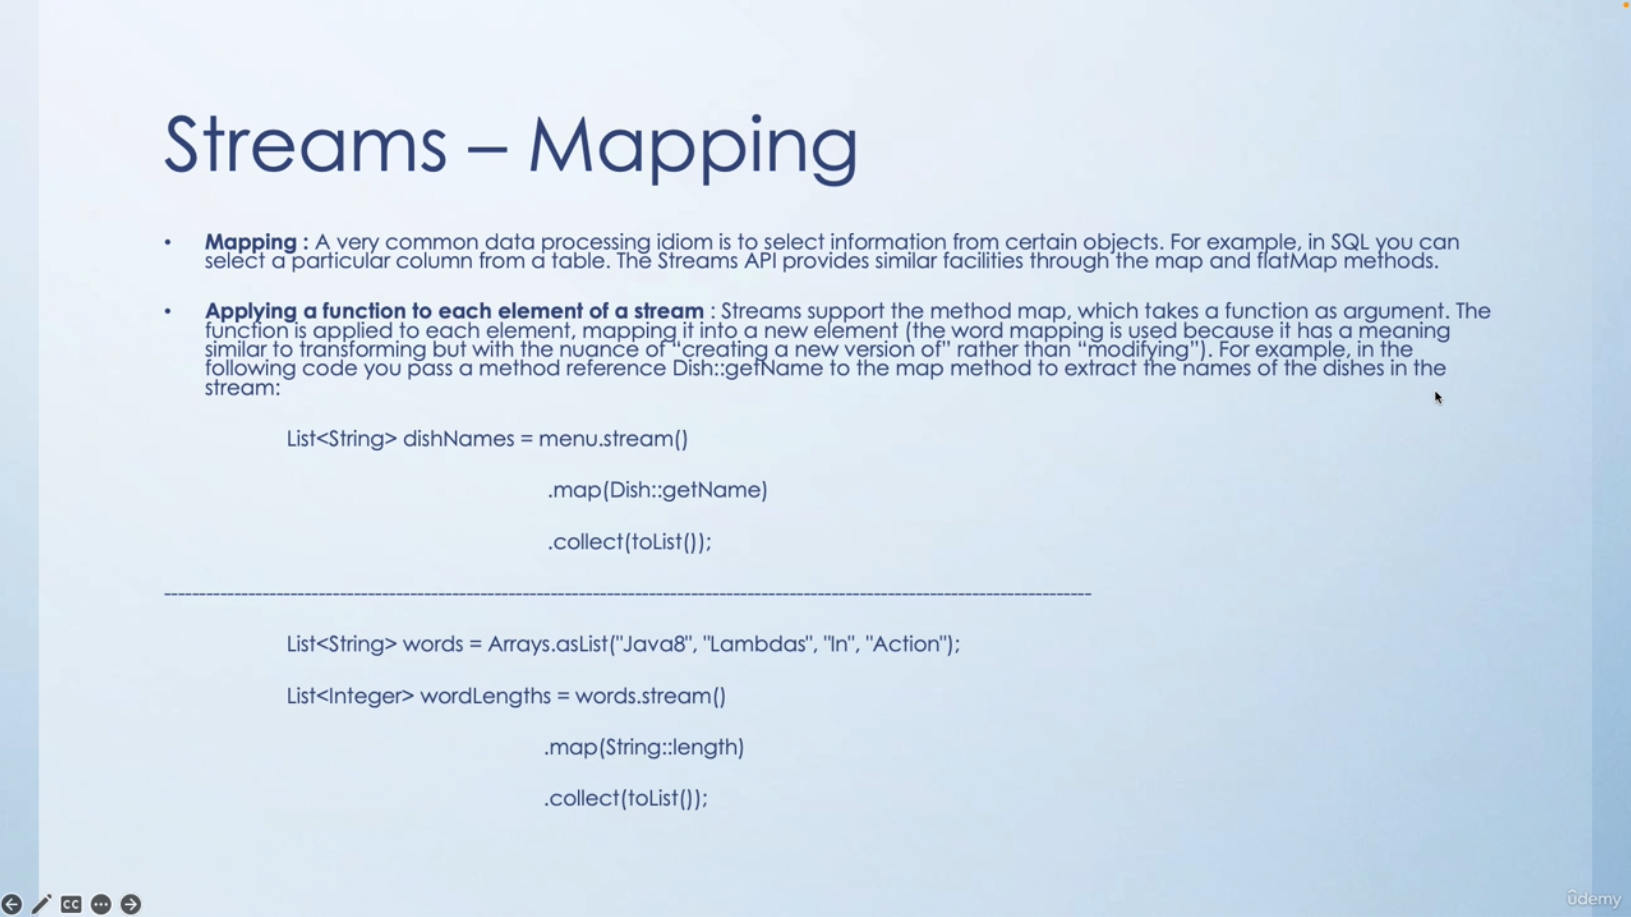 Streams – Mapping
• Mapping : A very common data processing idiom is to select information from certain objects. For example, in SQL you can
select a particular column from a table. The Streams API provides similar facilities through the map and flatMap methods.
• Applying a function to each element of a stream : Streams support the method map, which takes a function as argument. The
function is applied to each element, mapping it into a new element (the word mapping is used because it has a meaning
similar to transforming but with the nuance of “creating a new version of” rather than “modifying”). For example, in the
following code you pass a method reference Dish::getName to the map method to extract the names of the dishes in the
stream:
List<String> dishNames = menu.stream()
.map(Dish::getName)
.collect(toList());
------------------------------------------------------------------------------------------------------------------------------------
List<String> words = Arrays.asList("Java8", "Lambdas", "In", "Action");
List<Integer> wordLengths = words.stream()
.map(String::length)
.collect(toList());
CC
ûdemy